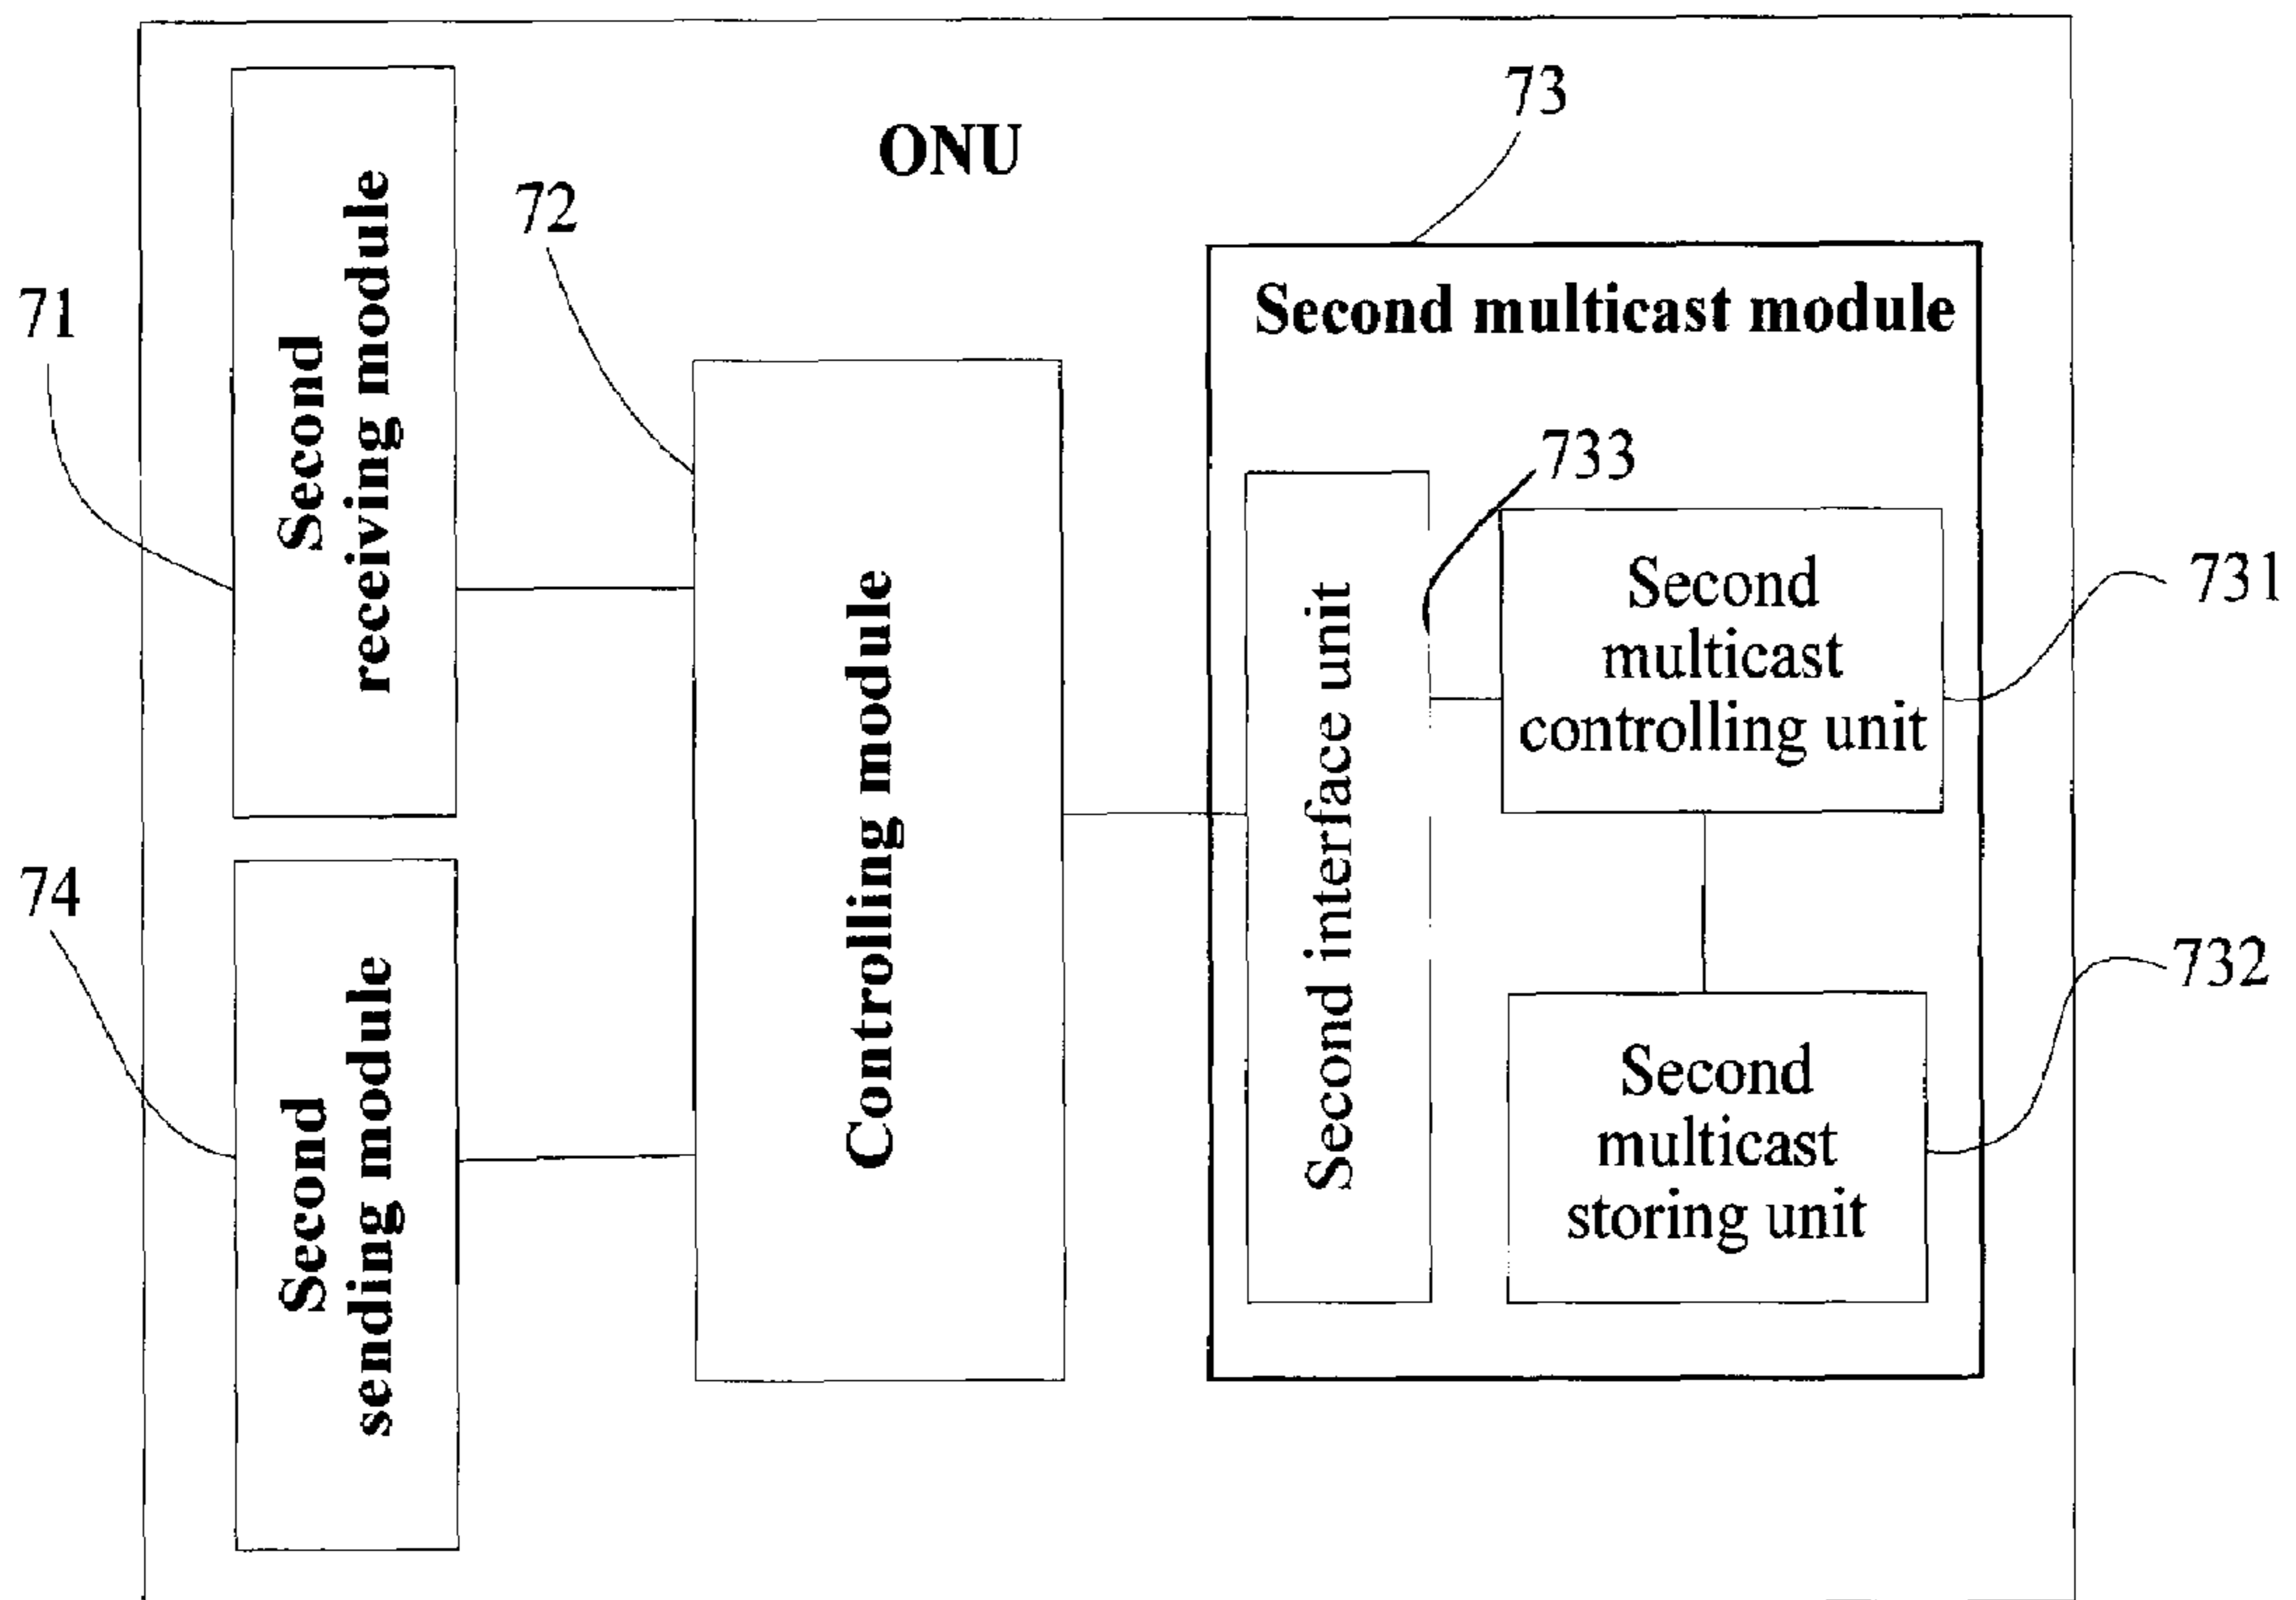 73
ONU
72
71
Second
receiving module
Second multicast module
733
731
Second
multicast
controlling unit
Controlling module
Second interface unit
74
732
Second
sending module
Second
multicast
storing unit